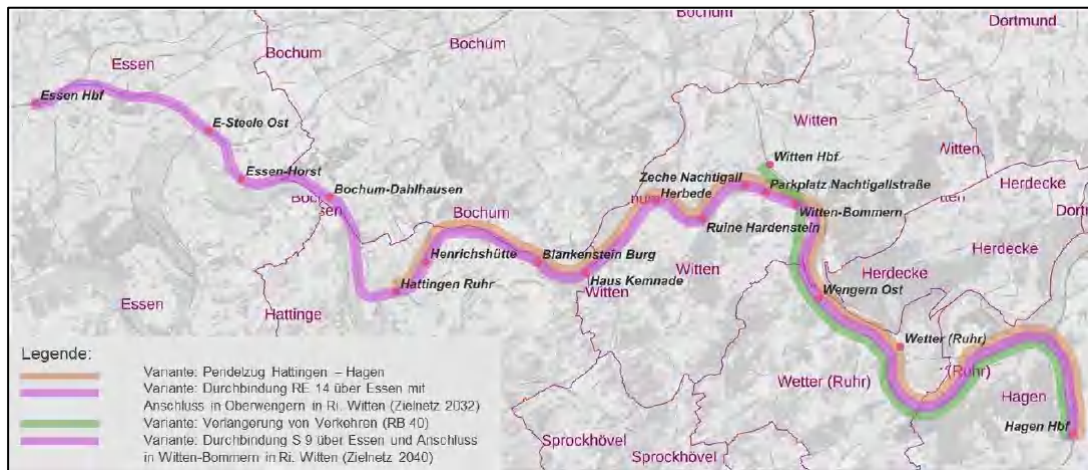 Bochum
Dortmund
Essen
Bochum
Bochum
Essen Hbf
E-Steele Ost
Witten
Witten Hbf
Witten
Essen-Horst
Zeche Nachtigall
Parkplatz Nachtigallstraße
Herdecke
Bochum-Dahlhausen
Herbede
Witten-Bommern
Bochum
Ruine Hardenstein
Henrichshütte
Blankenstein Burg
Herdecke
Witten
Haus Kemnade
Herdecke
Hattingen Ruhr
Witten
Wengern Ost
Essen
Hattinge
Wetter (Ruhr)
Legende:
Variante: Pendelzug Hattingen – Hagen
Wetter (Ruhr)
(Ruhr)
Variante: Durchbindung RE 14 über Essen mit
Anschluss in Oberwengern in Ri. Witten (Zielnetz 2032)
Hagen
Variante: Verlängerung von Verkehren (RB 40)
Hagen Hbf
Variante: Durchbindung S 9 über Essen und Anschluss
in Witten-Bommern in Ri. Witten (Zielnetz 2040)
Sprockhövel
Sprockhövel